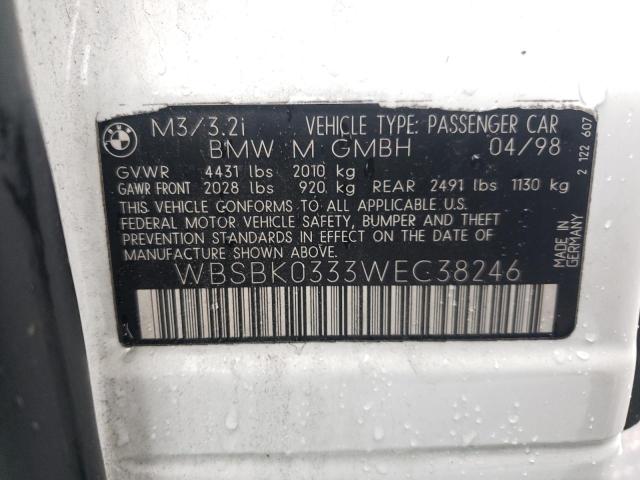 BMW
M3/3.2i VEHICLE TYPE: PASSENGER CAR
BMW M GMBH 04/98
GVWR 4431 lbs 2010 kg
GAWR FRONT 2028 lbs 920 kg REAR 2491 lbs 1130 kg
THIS VEHICLE CONFORMS TO ALL APPLICABLE U.S.
FEDERAL MOTOR VEHICLE SAFETY, BUMPER AND THEFT
PREVENTION STANDARDS IN EFFECT ON THE DATE OF
MANUFACTURE SHOWN ABOVE.
WBSBK0333WEC38246
MADE IN
GERMANY
2 122 607